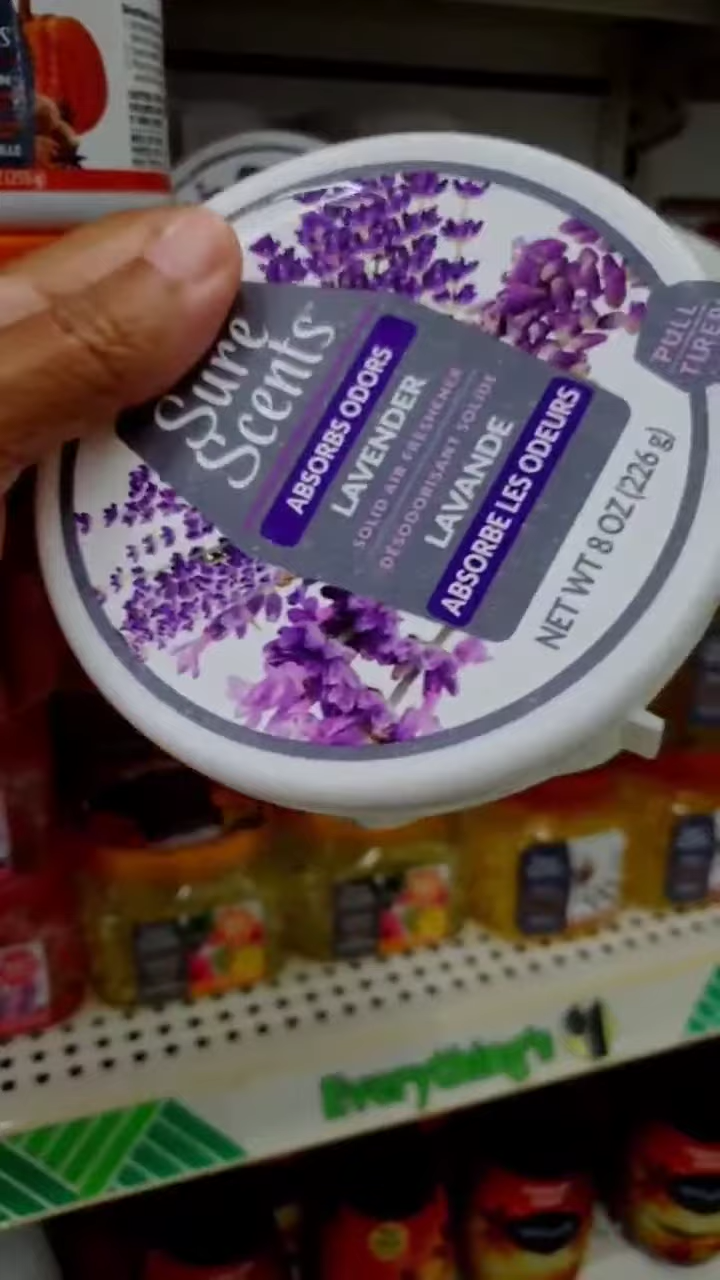 Sure
Scents
ABSORBS ODORS
LAVENDER
SOLID AIR FRESHENER
DÉSODORISANT SOLIDE
LAVANDE
ABSORBE LES ODEURS
NET WT 8 OZ (226 g)
PULL
Everything's $1